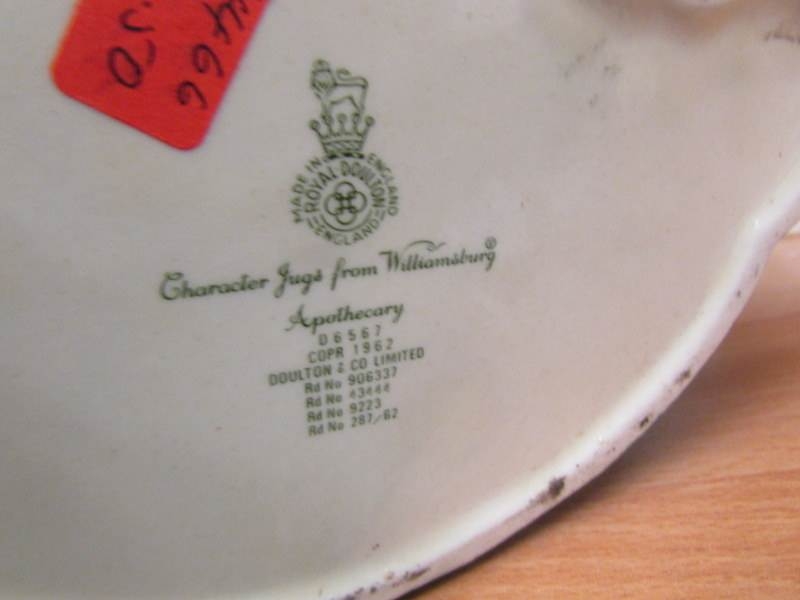 MADE IN ENGLAND
ROYAL DOULTON
ENGLAND
Character Jugs from Williamsburg®
Apothecary
D6567
COPR 1962
DOULTON & CO LIMITED
Rd No 906337
Rd No 43444
Rd No 9223
Rd No 287/62